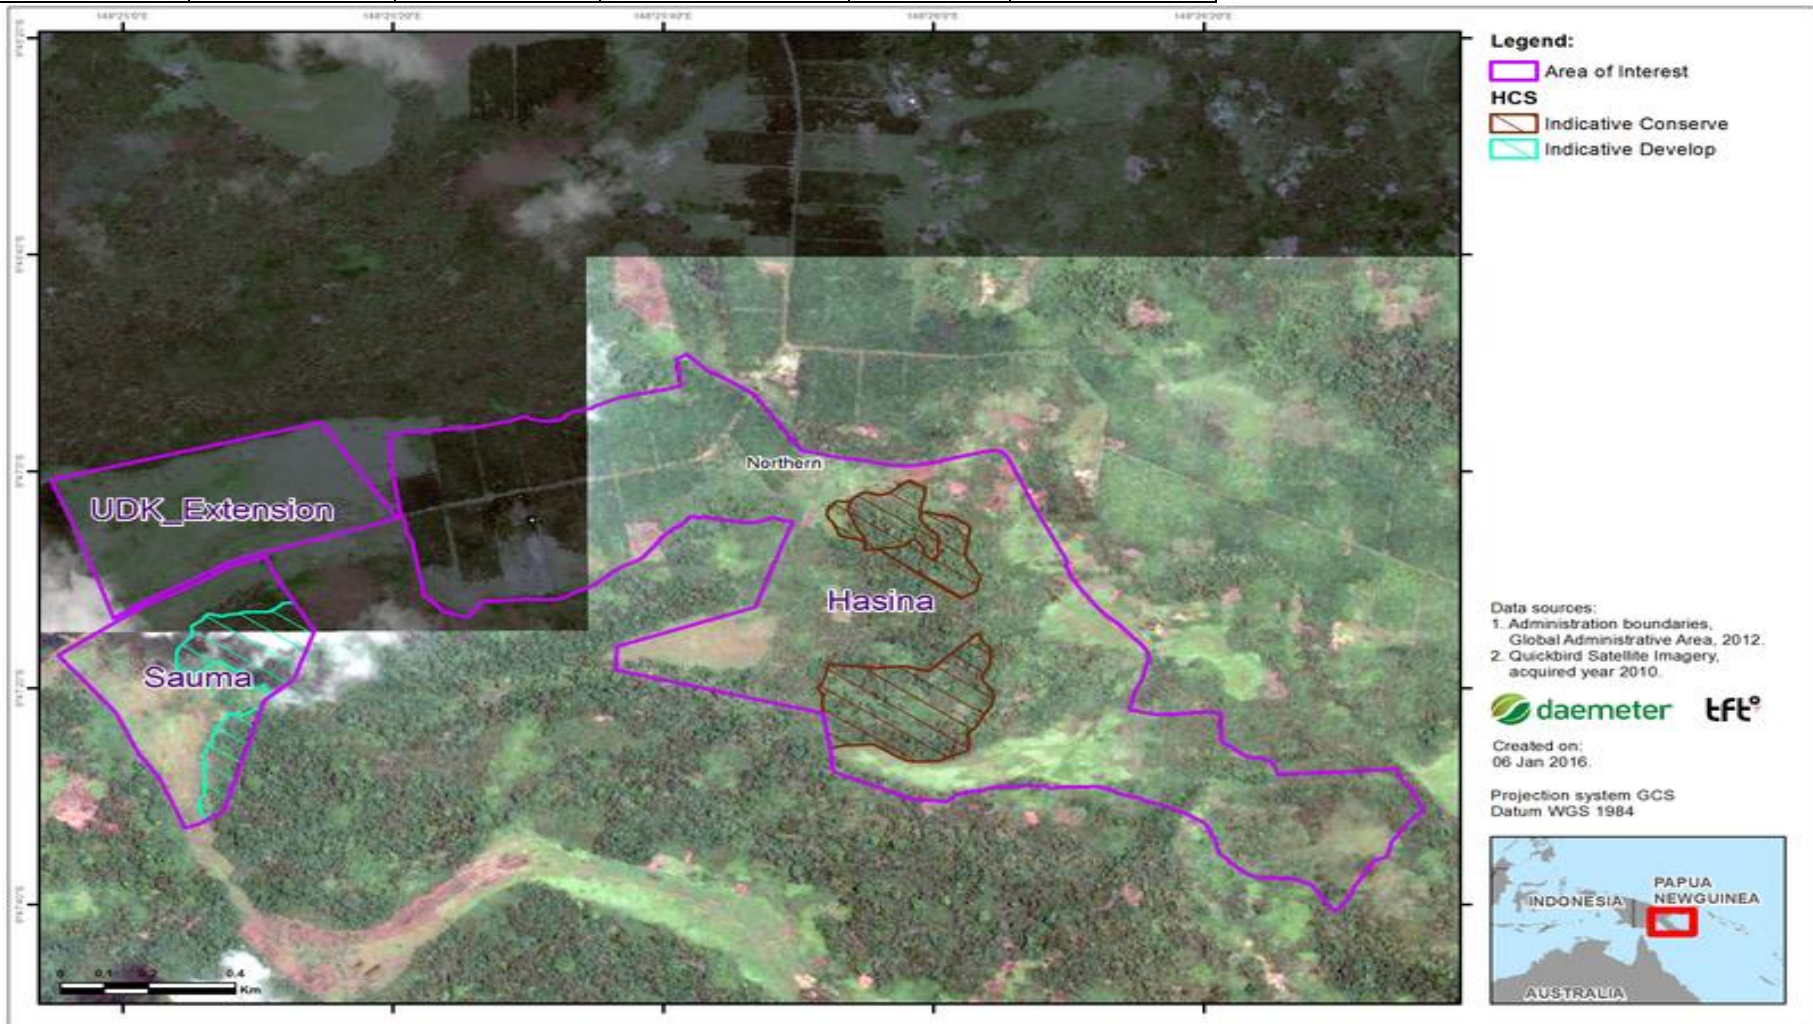 Legend:
Area of Interest
HCS
Indicative Conserve
Indicative Develop
Northern
UDK_Extension
Hasina
Sauma
0 0.1 0.2 0.4
Km
Data sources:
1. Administration boundaries,
Global Administrative Area, 2012.
2. Quickbird Satellite Imagery,
acquired year 2010.
daemeter tft
Created on:
06 Jan 2016.
Projection system GCS
Datum WGS 1984
PAPUA
NEWGUINEA
INDONESIA
AUSTRALIA